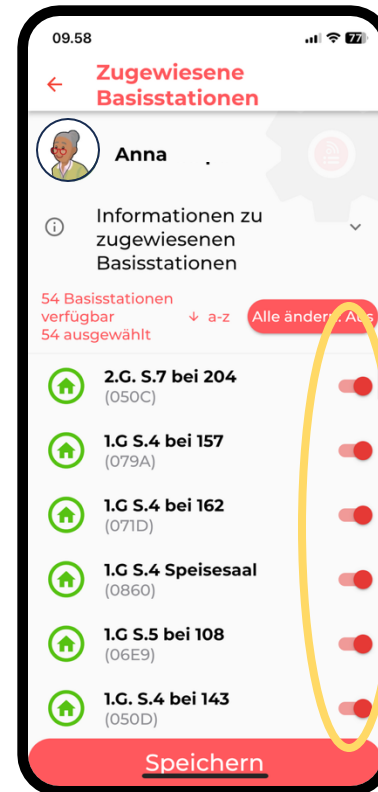 09.58
77
Zugewiesene
Basisstationen
Anna .
Informationen zu
zugewiesenen
Basisstationen
54 Basisstationen
verfügbar
54 ausgewählt
↓ a-z
Alle ändern: Aus
2.G. S.7 bei 204
(050C)
1.G S.4 bei 157
(079A)
1.G S.4 bei 162
(071D)
1.G S.4 Speisesaal
(0860)
1.G S.5 bei 108
(06E9)
1.G. S.4 bei 143
(050D)
Speichern